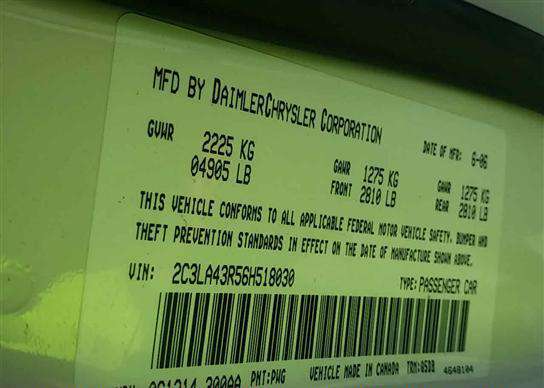 MFD BY DAIMLERCHRYSLER CORPORATION
DATE OF MFR: 6-06
GVWR 2225 KG 04905 LB
GAWR FRONT 1275 KG 2810 LB
GAWR REAR 1275 KG 2810 LB
THIS VEHICLE CONFORMS TO ALL APPLICABLE FEDERAL MOTOR VEHICLE SAFETY, BUMPER AND
THEFT PREVENTION STANDARDS IN EFFECT ON THE DATE OF MANUFACTURE SHOWN ABOVE.
VIN: 2C3LA43R56H518030 TYPE: PASSENGER CAR
PNT: PWG VEHICLE MADE IN CANADA TRM: 85DB 4648104